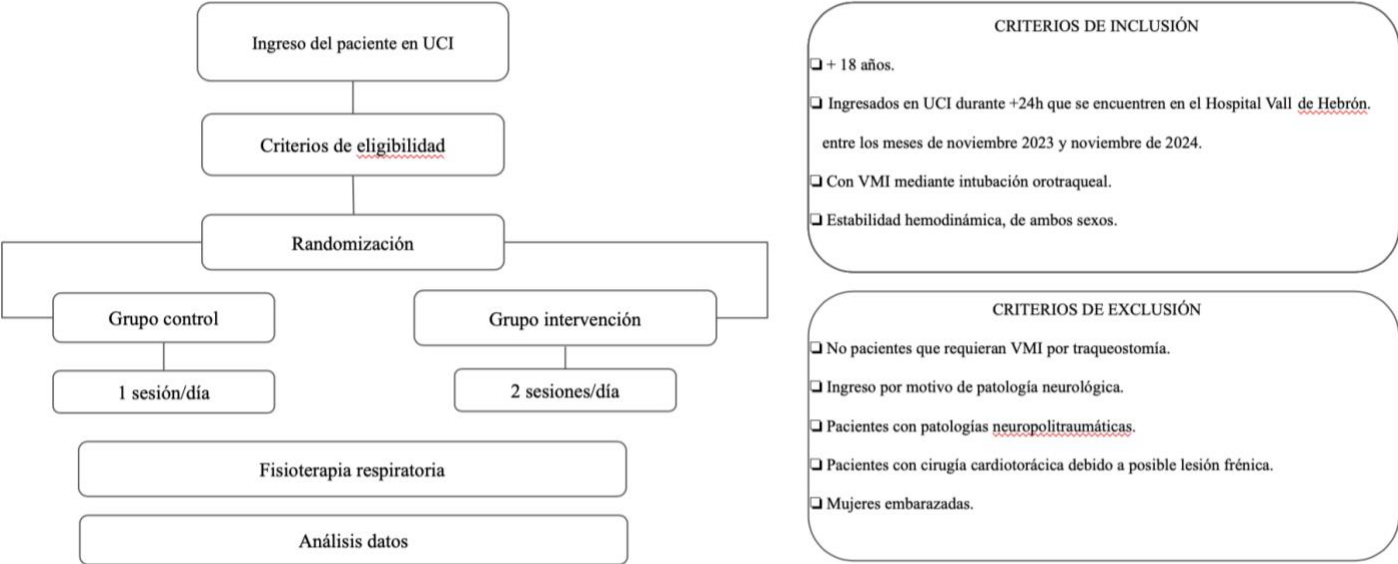 Ingreso del paciente en UCI
Criterios de eligibilidad
Randomización
Grupo control
Grupo intervención
1 sesión/día
2 sesiones/día
Fisioterapia respiratoria
Análisis datos
CRITERIOS DE INCLUSIÓN
❑ + 18 años.
❑ Ingresados en UCI durante +24h que se encuentren en el Hospital Vall de Hebrón.
entre los meses de noviembre 2023 y noviembre de 2024.
❑ Con VMI mediante intubación orotraqueal.
❑ Estabilidad hemodinámica, de ambos sexos.
CRITERIOS DE EXCLUSIÓN
❑ No pacientes que requieran VMI por traqueostomía.
❑ Ingreso por motivo de patología neurológica.
❑ Pacientes con patologías neuropolitraumáticas.
❑ Pacientes con cirugía cardiotorácica debido a posible lesión frénica.
❑ Mujeres embarazadas.